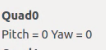 Quad0
Pitch = 0 Yaw = 0